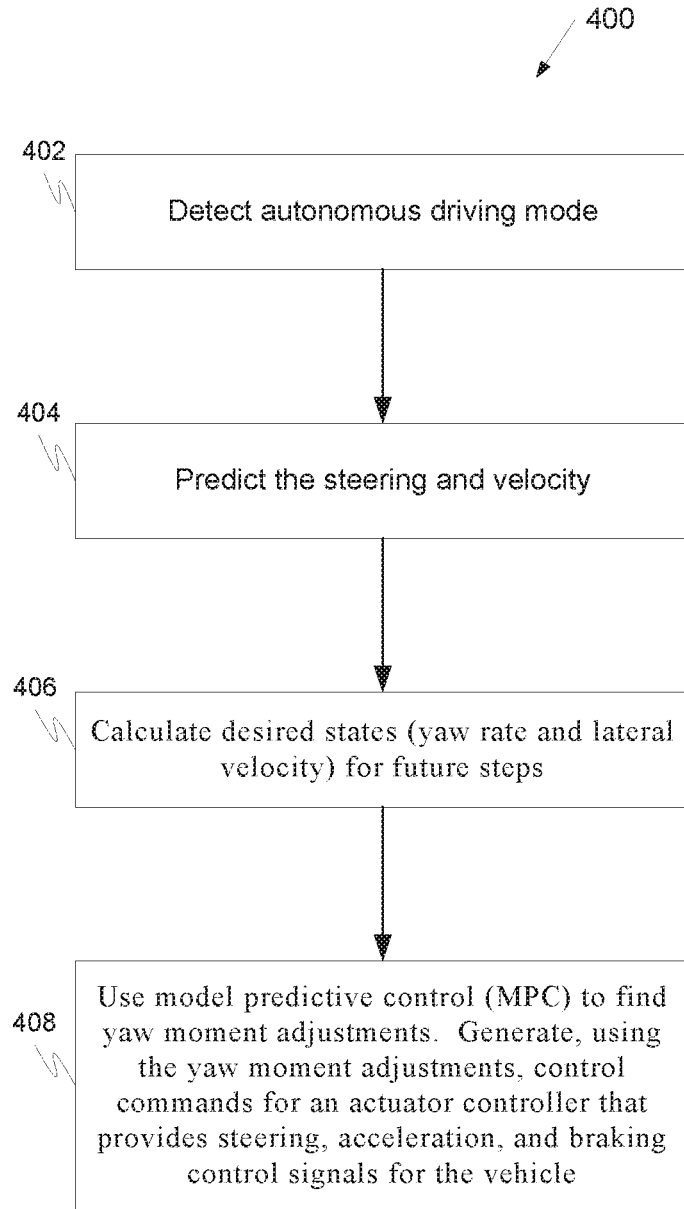 400
402
Detect autonomous driving mode
404
Predict the steering and velocity
406
Calculate desired states (yaw rate and lateral
velocity) for future steps
408
Use model predictive control (MPC) to find
yaw moment adjustments. Generate, using
the yaw moment adjustments, control
commands for an actuator controller that
provides steering, acceleration, and braking
control signals for the vehicle